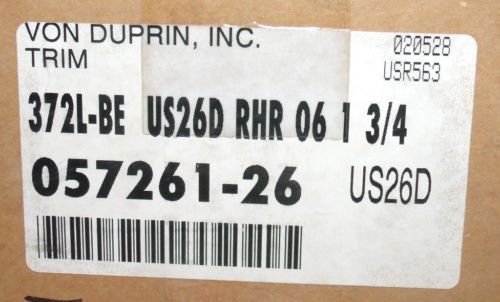 VON DUPRIN, INC.
TRIM
020528
USR563
372L-BE US26D RHR 06 1 3/4
057261-26 US26D